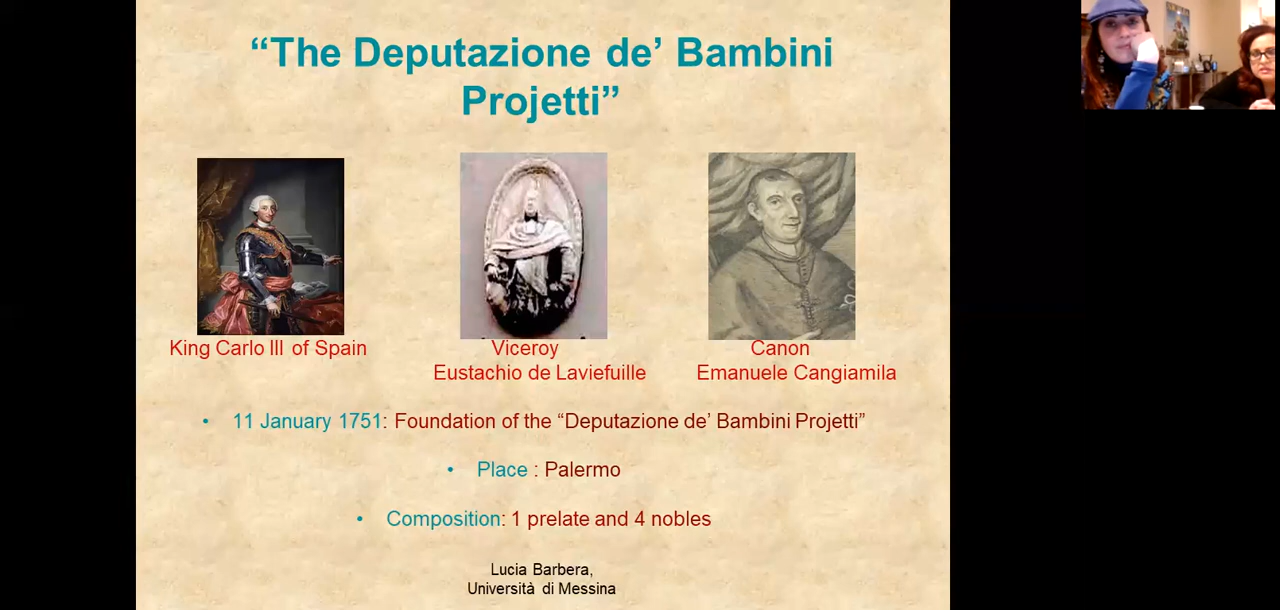 “The Deputazione de’ Bambini
Projetti”
King Carlo III of Spain
Viceroy
Eustachio de Laviefuille
Canon
Emanuele Cangiamila
• 11 January 1751: Foundation of the “Deputazione de’ Bambini Projetti”
• Place : Palermo
• Composition: 1 prelate and 4 nobles
Lucia Barbera,
Università di Messina